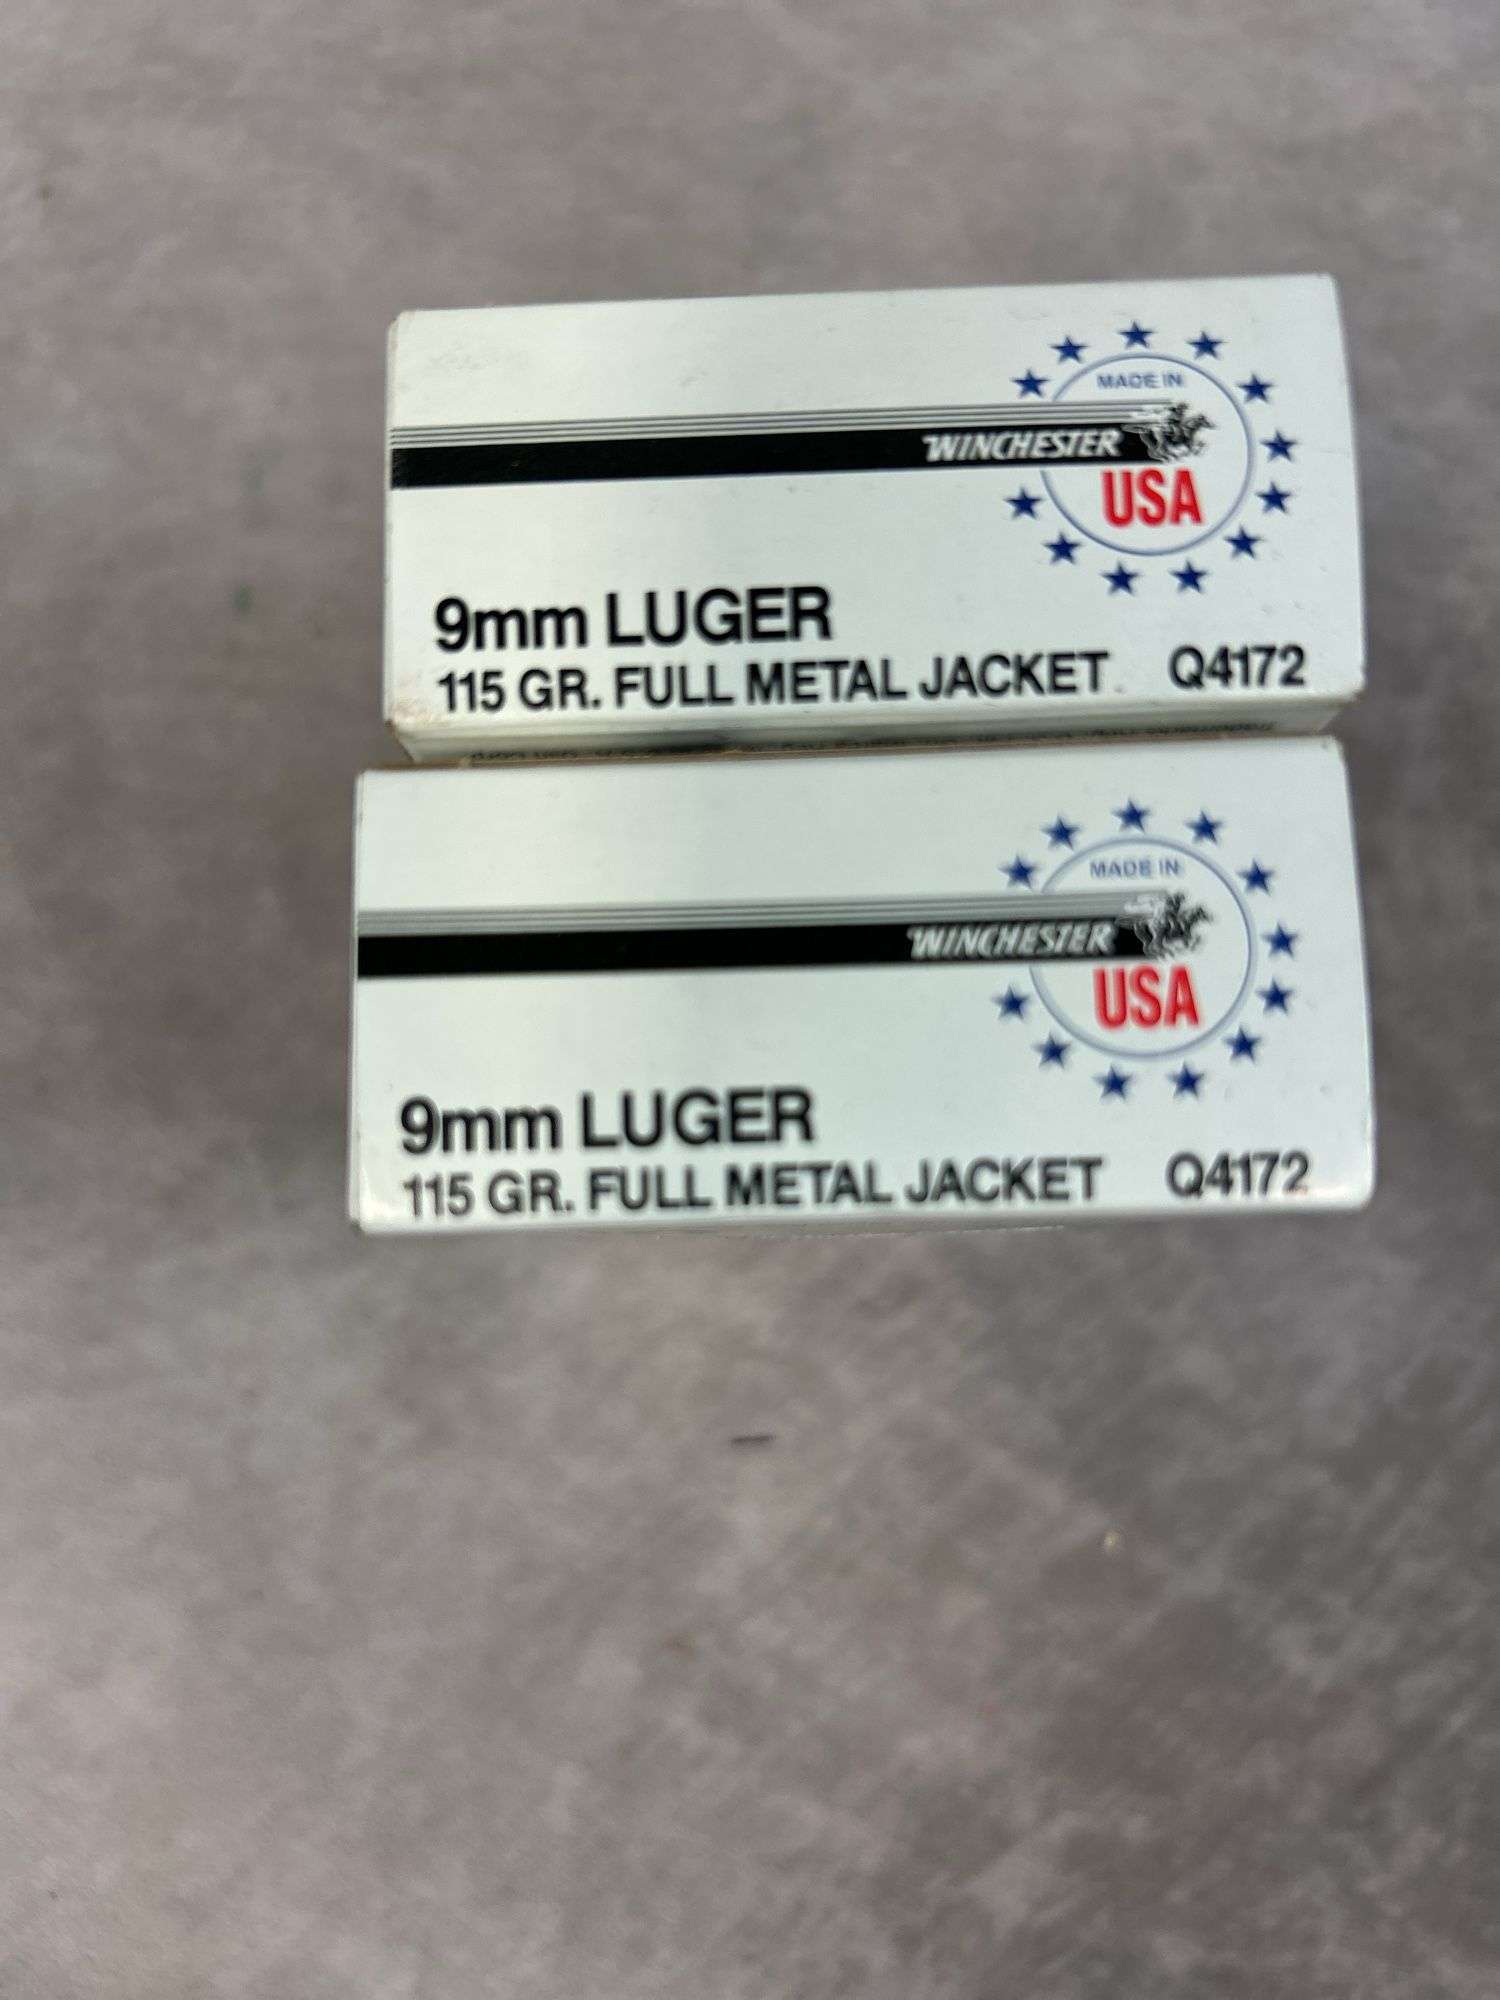 MADE IN
WINCHESTER
USA
9mm LUGER
115 GR. FULL METAL JACKET Q4172
MADE IN
WINCHESTER
USA
9mm LUGER
115 GR. FULL METAL JACKET Q4172